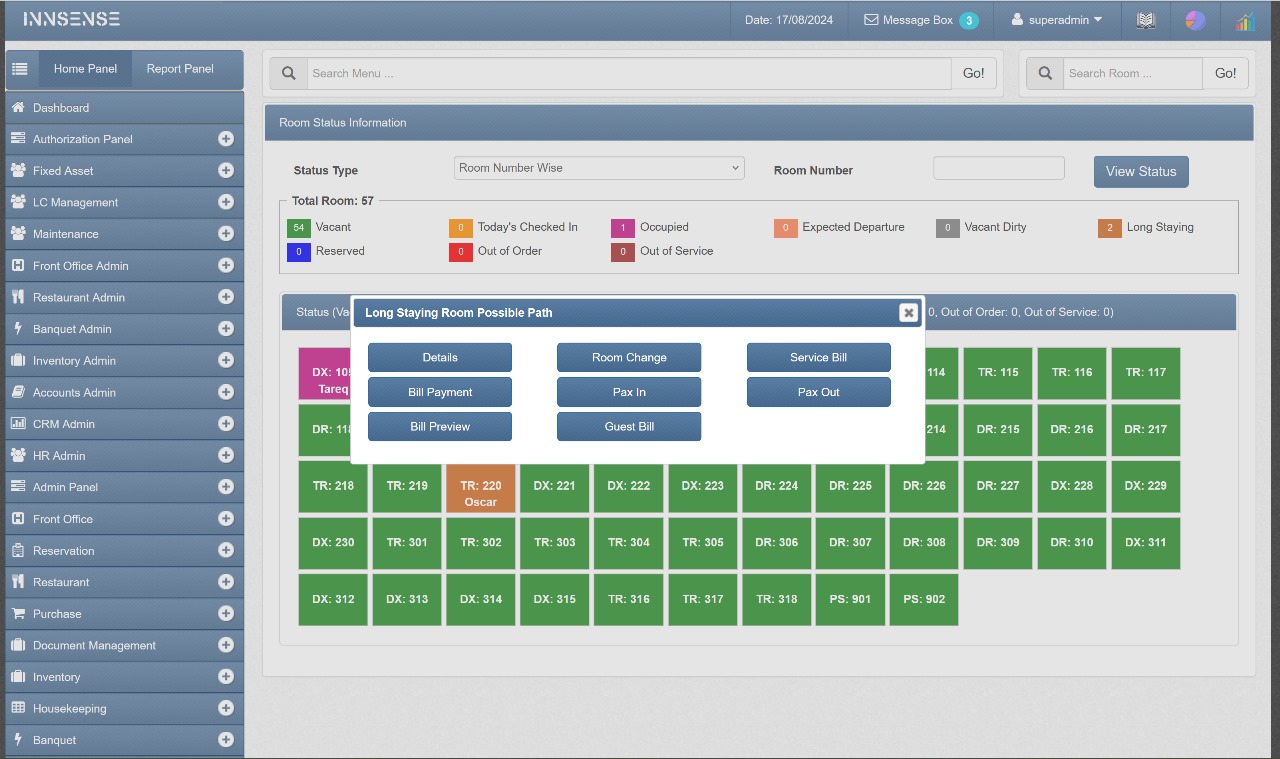 INNSENSE
Date: 17/08/2024
Message Box 3
superadmin
Home Panel
Report Panel
Search Menu ...
Go!
Search Room ...
Go!
Dashboard
Authorization Panel
Fixed Asset
LC Management
Maintenance
Front Office Admin
Restaurant Admin
Banquet Admin
Inventory Admin
Accounts Admin
CRM Admin
HR Admin
Admin Panel
Front Office
Reservation
Restaurant
Purchase
Document Management
Inventory
Housekeeping
Banquet
Room Status Information
Status Type
Room Number Wise
Room Number
View Status
Total Room: 57
54 Vacant
0 Today's Checked In
1 Occupied
0 Expected Departure
0 Vacant Dirty
2 Long Staying
0 Reserved
0 Out of Order
0 Out of Service
Status (Va
0, Out of Order: 0, Out of Service: 0)
Long Staying Room Possible Path
Details
Room Change
Service Bill
Bill Payment
Pax In
Pax Out
Bill Preview
Guest Bill
DX: 105
Tareq
114
TR: 115
TR: 116
TR: 117
DR: 118
214
DR: 215
DR: 216
DR: 217
TR: 218
TR: 219
TR: 220
Oscar
DX: 221
DX: 222
DX: 223
DR: 224
DR: 225
DR: 226
DR: 227
DX: 228
DX: 229
DX: 230
TR: 301
TR: 302
TR: 303
TR: 304
TR: 305
DR: 306
DR: 307
DR: 308
DR: 309
DR: 310
DX: 311
DX: 312
DX: 313
DX: 314
DX: 315
TR: 316
TR: 317
TR: 318
PS: 901
PS: 902